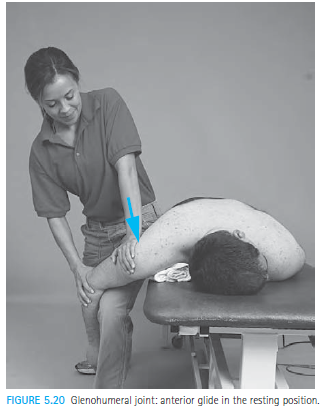 FIGURE 5.20 Glenohumeral joint: anterior glide in the resting position.